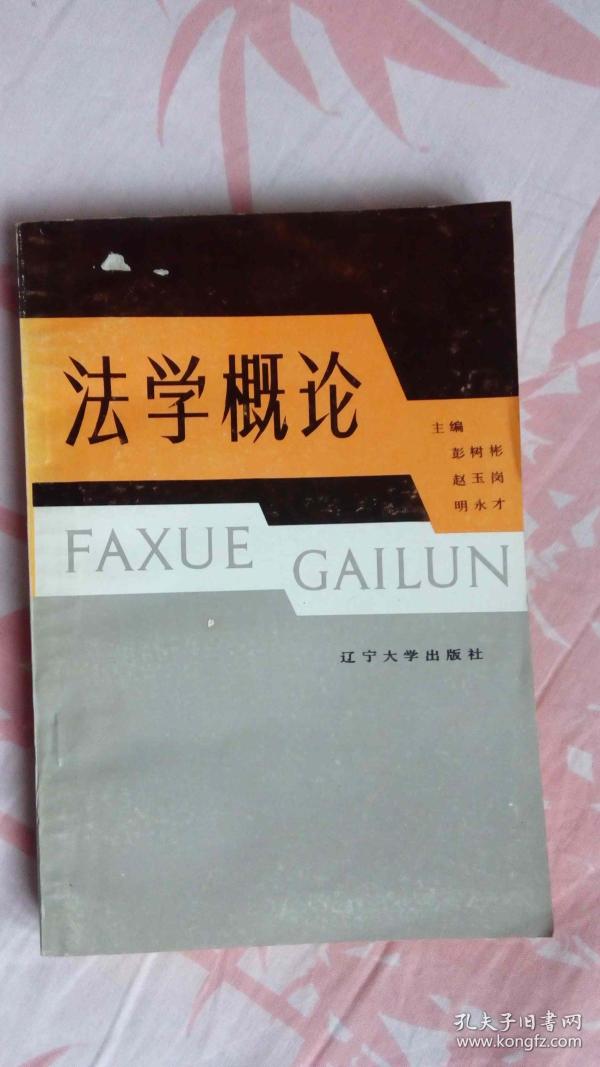 法学概论
主编
彭树彬
赵玉岗
明永才
FAXUE
GAILUN
辽宁大学出版社
孔夫子旧书网
www.kongfz.com